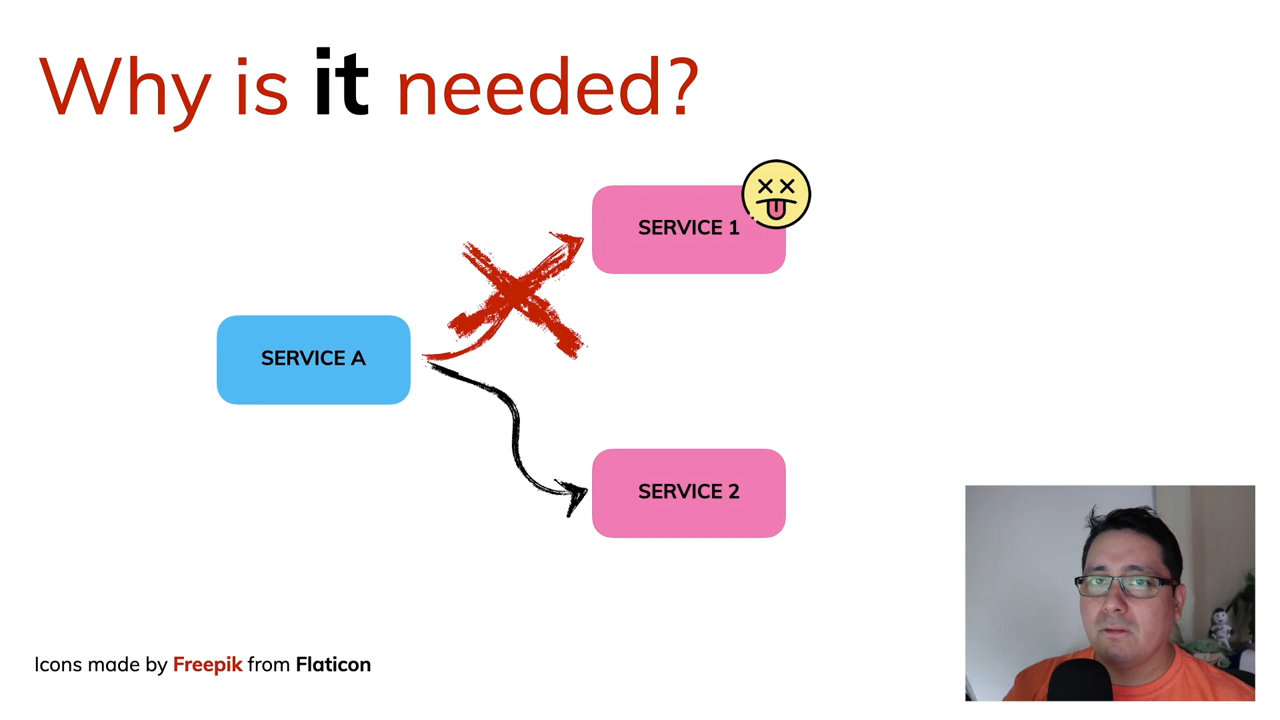 Why is it needed?
SERVICE 1
SERVICE A
SERVICE 2
Icons made by Freepik from Flaticon